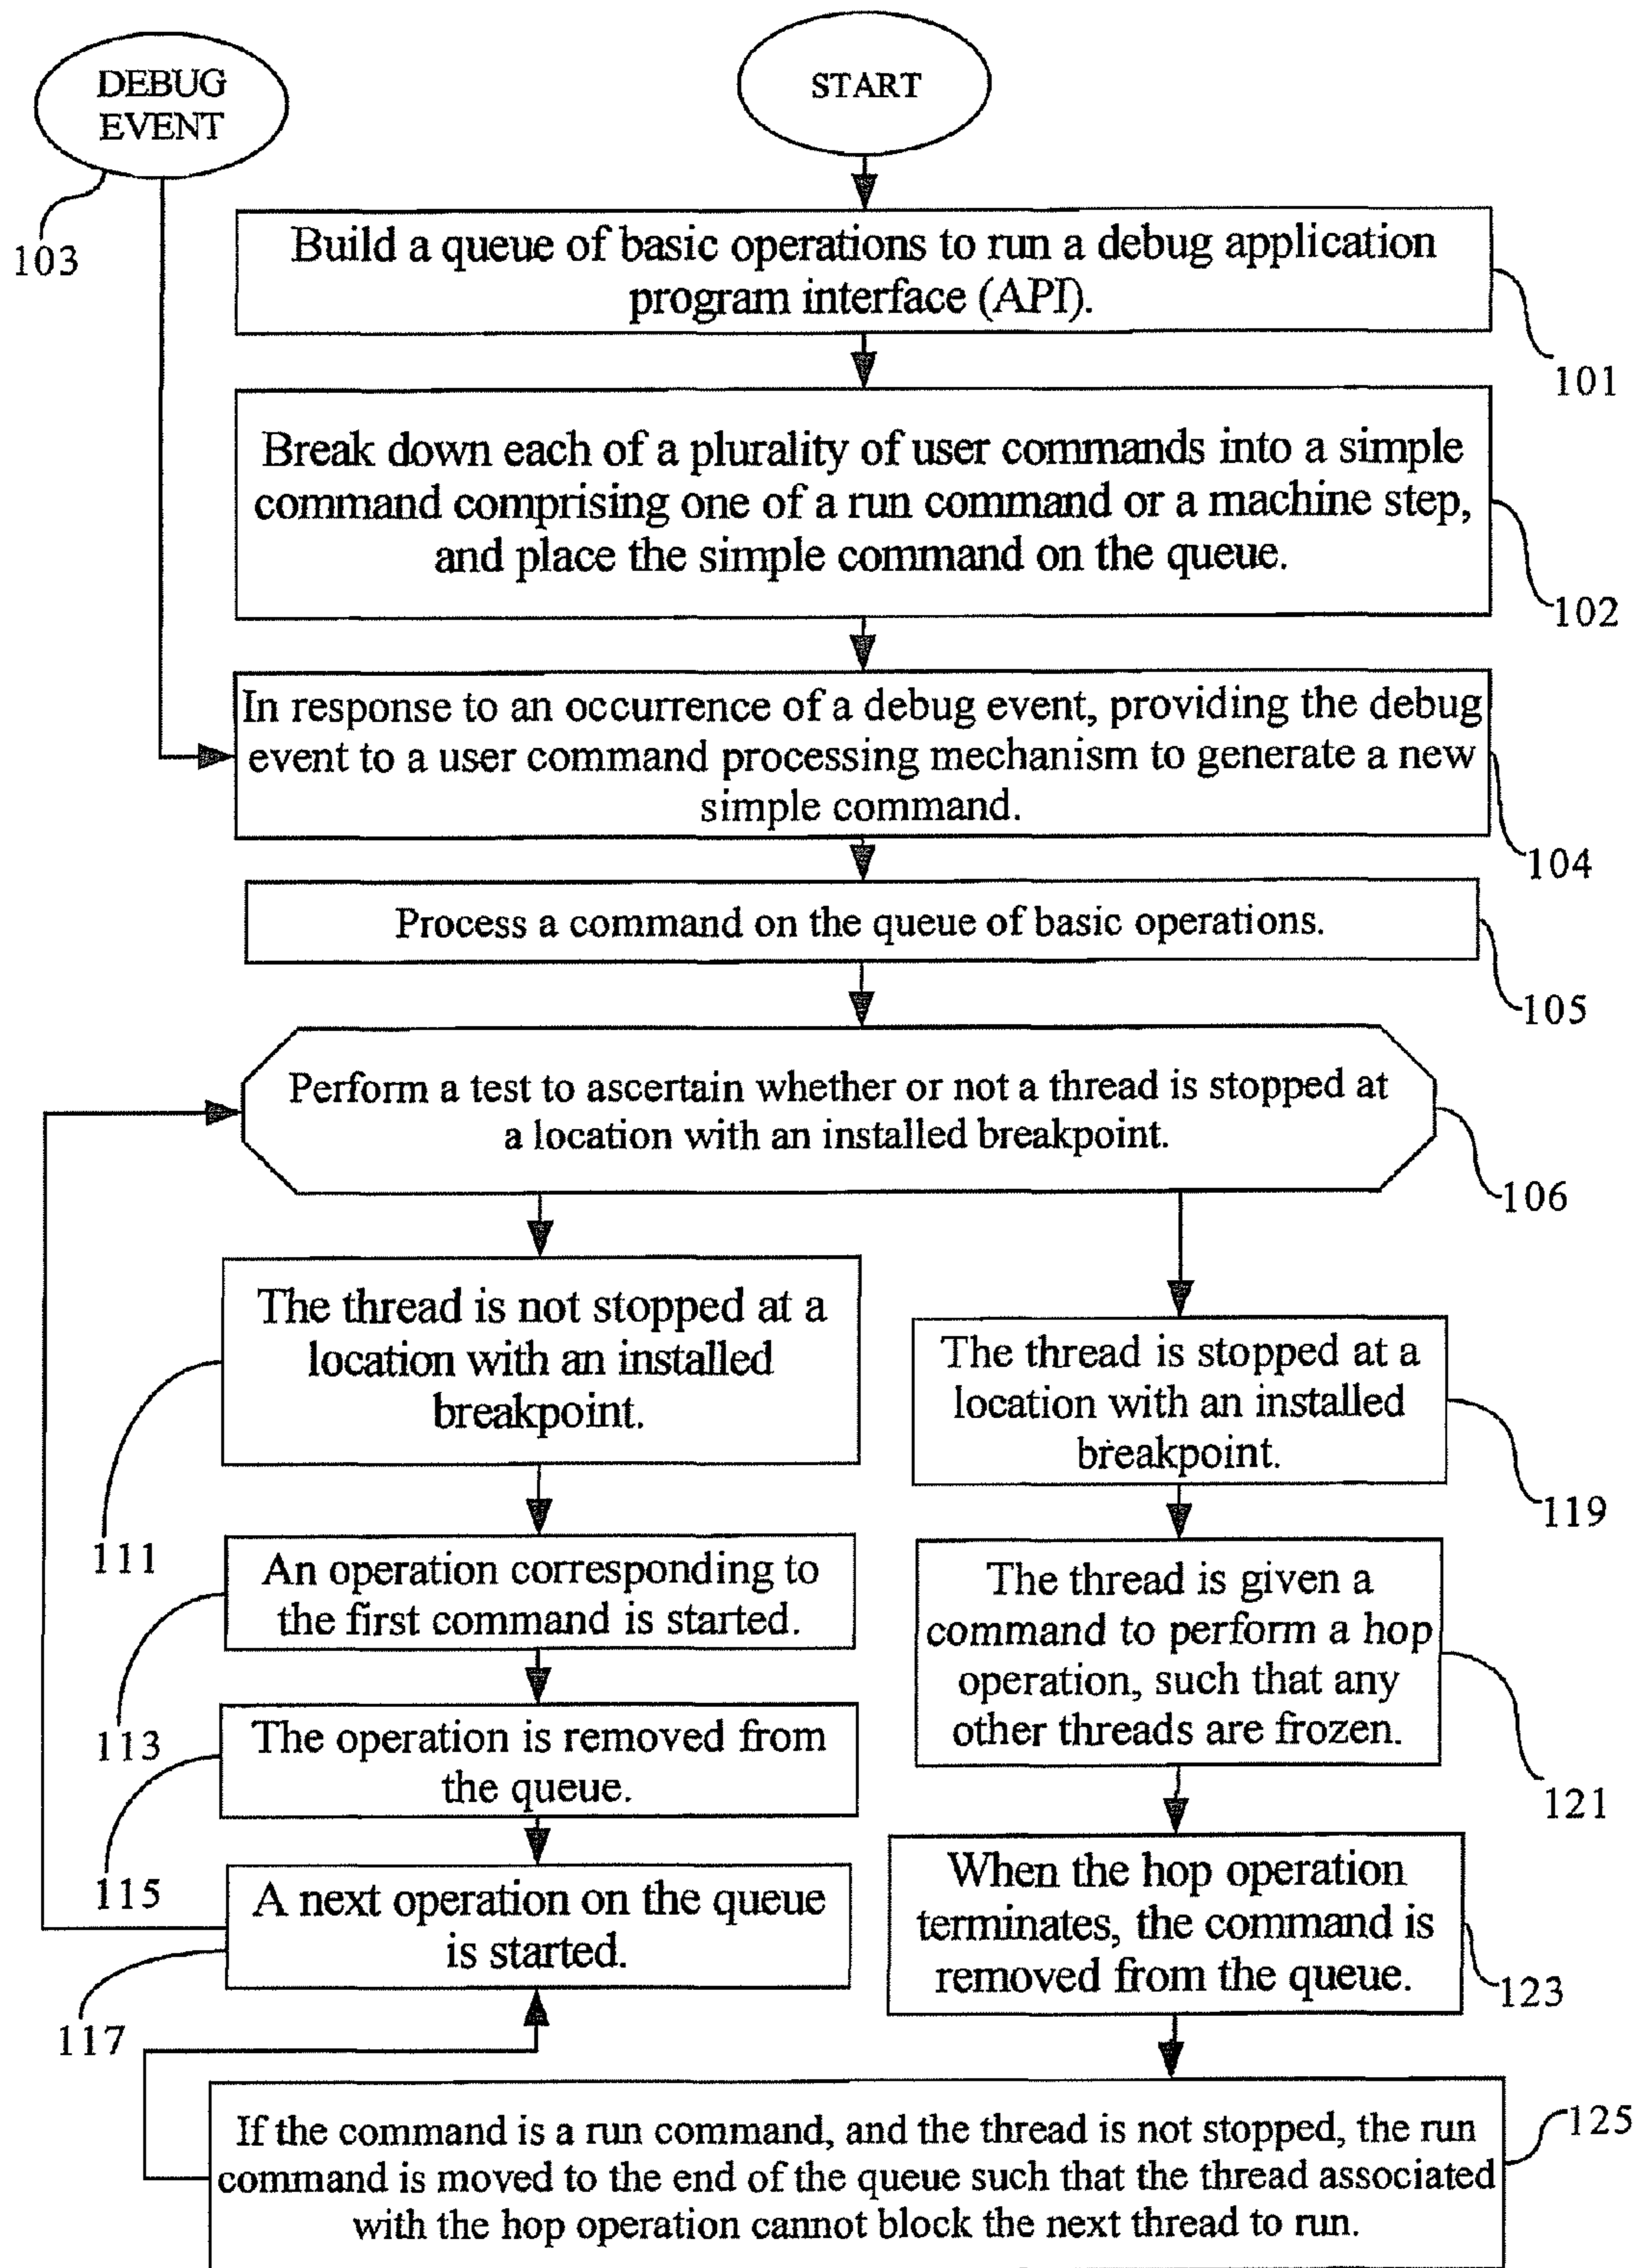 DEBUG
EVENT
START
103
Build a queue of basic operations to run a debug application
program interface (API).
101
Break down each of a plurality of user commands into a simple
command comprising one of a run command or a machine step,
and place the simple command on the queue.
102
In response to an occurrence of a debug event, providing the debug
event to a user command processing mechanism to generate a new
simple command.
104
Process a command on the queue of basic operations.
105
Perform a test to ascertain whether or not a thread is stopped at
a location with an installed breakpoint.
106
The thread is not stopped at a
location with an installed
breakpoint.
111
An operation corresponding to
the first command is started.
113
The operation is removed from
the queue.
115
A next operation on the queue
is started.
117
The thread is stopped at a
location with an installed
breakpoint.
119
The thread is given a
command to perform a hop
operation, such that any
other threads are frozen.
121
When the hop operation
terminates, the command is
removed from the queue.
123
If the command is a run command, and the thread is not stopped, the run
command is moved to the end of the queue such that the thread associated
with the hop operation cannot block the next thread to run.
125